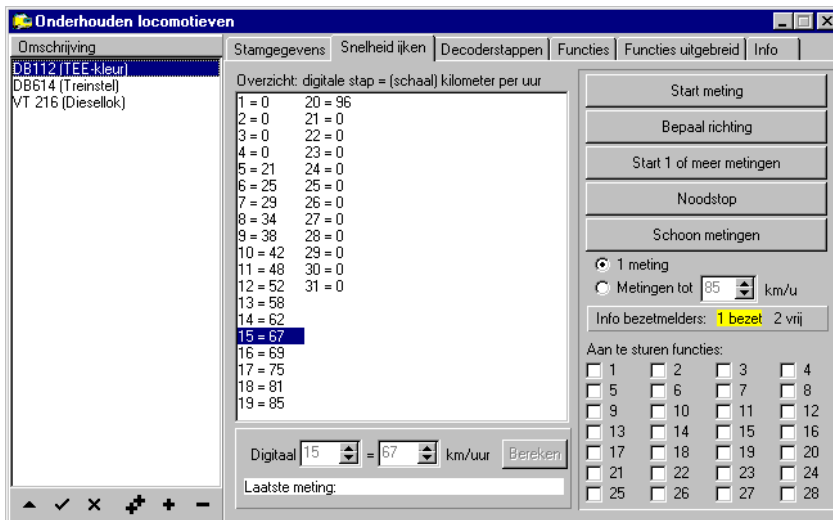 Onderhouden locomotieven
Omschrijving
DB112 (TEE-kleur)
DB614 (Treinstel)
VT 216 (Diesellok)
Stamgegevens Snelheid ijken Decoderstappen Functies Functies uitgebreid Info
Overzicht: digitale stap = (schaal) kilometer per uur
1 = 0 20 = 96
2 = 0 21 = 0
3 = 0 22 = 0
4 = 0 23 = 0
5 = 21 24 = 0
6 = 25 25 = 0
7 = 29 26 = 0
8 = 34 27 = 0
9 = 38 28 = 0
10 = 42 29 = 0
11 = 48 30 = 0
12 = 52 31 = 0
13 = 58
14 = 62
15 = 67
16 = 69
17 = 75
18 = 81
19 = 85
Digitaal 15 = 67 km/uur Bereken
Laatste meting:
Start meting
Bepaal richting
Start 1 of meer metingen
Noodstop
Schoon metingen
1 meting
Metingen tot 85 km/u
Info bezetmelders: 1 bezet 2 vrij
Aan te sturen functies:
1 2 3 4
5 6 7 8
9 10 11 12
13 14 15 16
17 18 19 20
21 22 23 24
25 26 27 28